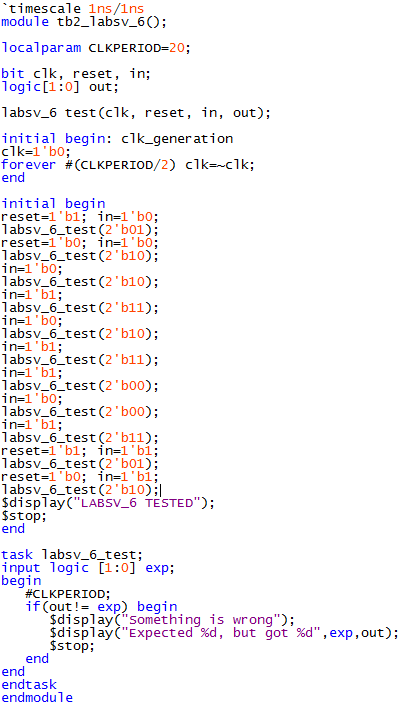 `timescale 1ns/1ns
module tb2_labsv_6();

localparam CLKPERIOD=20;

bit clk, reset, in;
logic[1:0] out;

labsv_6 test(clk, reset, in, out);

initial begin: clk_generation
clk=1'b0;
forever #(CLKPERIOD/2) clk=~clk;
end

initial begin
reset=1'b1; in=1'b0;
labsv_6_test(2'b01);
reset=1'b0; in=1'b0;
labsv_6_test(2'b10);
in=1'b0;
labsv_6_test(2'b10);
in=1'b1;
labsv_6_test(2'b11);
in=1'b0;
labsv_6_test(2'b10);
in=1'b1;
labsv_6_test(2'b11);
in=1'b1;
labsv_6_test(2'b00);
in=1'b0;
labsv_6_test(2'b00);
in=1'b1;
labsv_6_test(2'b11);
reset=1'b1; in=1'b1;
labsv_6_test(2'b01);
reset=1'b0; in=1'b1;
labsv_6_test(2'b10);
$display("LABSV_6 TESTED");
$stop;
end

task labsv_6_test;
input logic [1:0] exp;
begin
    #CLKPERIOD;
    if(out!= exp) begin
       $display("Something is wrong");
       $display("Expected %d, but got %d",exp,out);
       $stop;
    end
end
endtask
endmodule